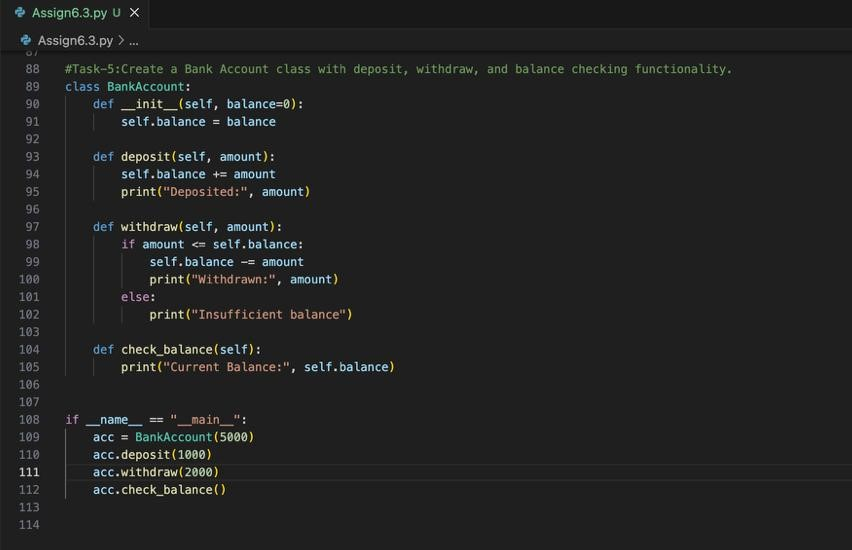 Assign6.3.py U
Assign6.3.py > ...
87
88 #Task-5:Create a Bank Account class with deposit, withdraw, and balance checking functionality.
89 class BankAccount:
90     def __init__(self, balance=0):
91         self.balance = balance
92
93     def deposit(self, amount):
94         self.balance += amount
95         print("Deposited:", amount)
96
97     def withdraw(self, amount):
98         if amount <= self.balance:
99             self.balance -= amount
100             print("Withdrawn:", amount)
101         else:
102             print("Insufficient balance")
103
104     def check_balance(self):
105         print("Current Balance:", self.balance)
106
107
108 if __name__ == "__main__":
109     acc = BankAccount(5000)
110     acc.deposit(1000)
111     acc.withdraw(2000)
112     acc.check_balance()
113
114